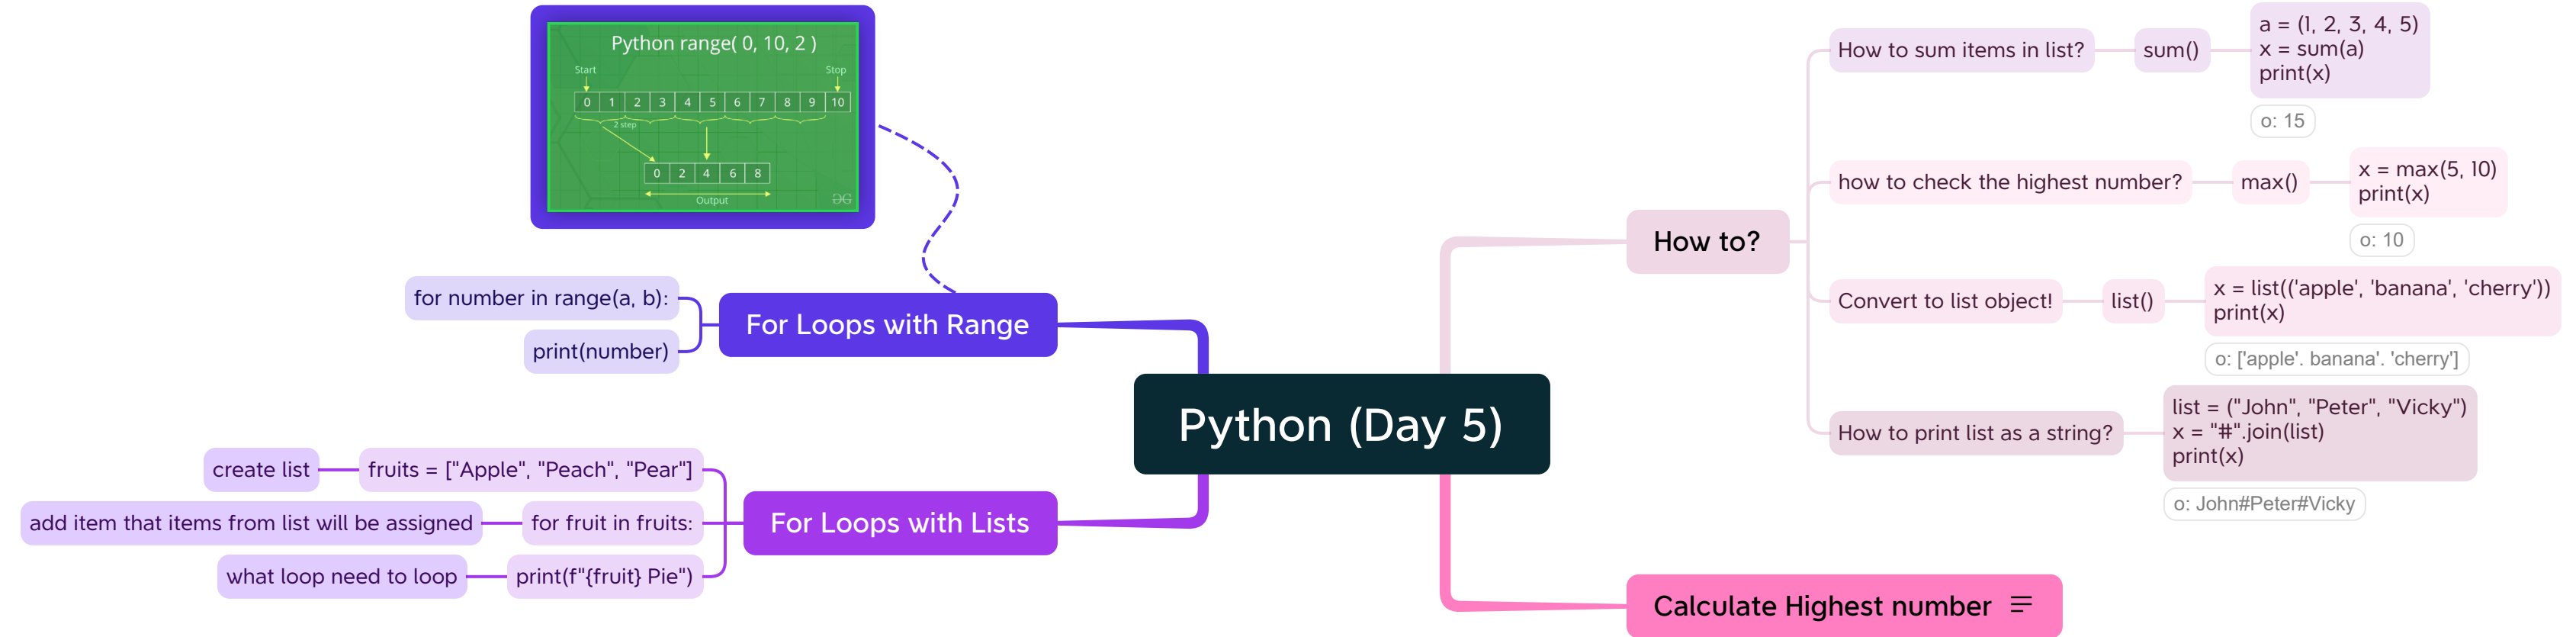 Python range( 0, 10, 2 )
Start
Stop
0 1 2 3 4 5 6 7 8 9 10
2 step
0 2 4 6 8
Output
for number in range(a, b):
print(number)
For Loops with Range
create list
fruits = ["Apple", "Peach", "Pear"]
add item that items from list will be assigned
for fruit in fruits:
what loop need to loop
print(f"{fruit} Pie")
For Loops with Lists
Python (Day 5)
How to?
How to sum items in list?
sum()
a = (1, 2, 3, 4, 5)
x = sum(a)
print(x)
o: 15
how to check the highest number?
max()
x = max(5, 10)
print(x)
o: 10
Convert to list object!
list()
x = list(('apple', 'banana', 'cherry'))
print(x)
o: ['apple'. banana'. 'cherry']
How to print list as a string?
list = ("John", "Peter", "Vicky")
x = "#".join(list)
print(x)
o: John#Peter#Vicky
Calculate Highest number